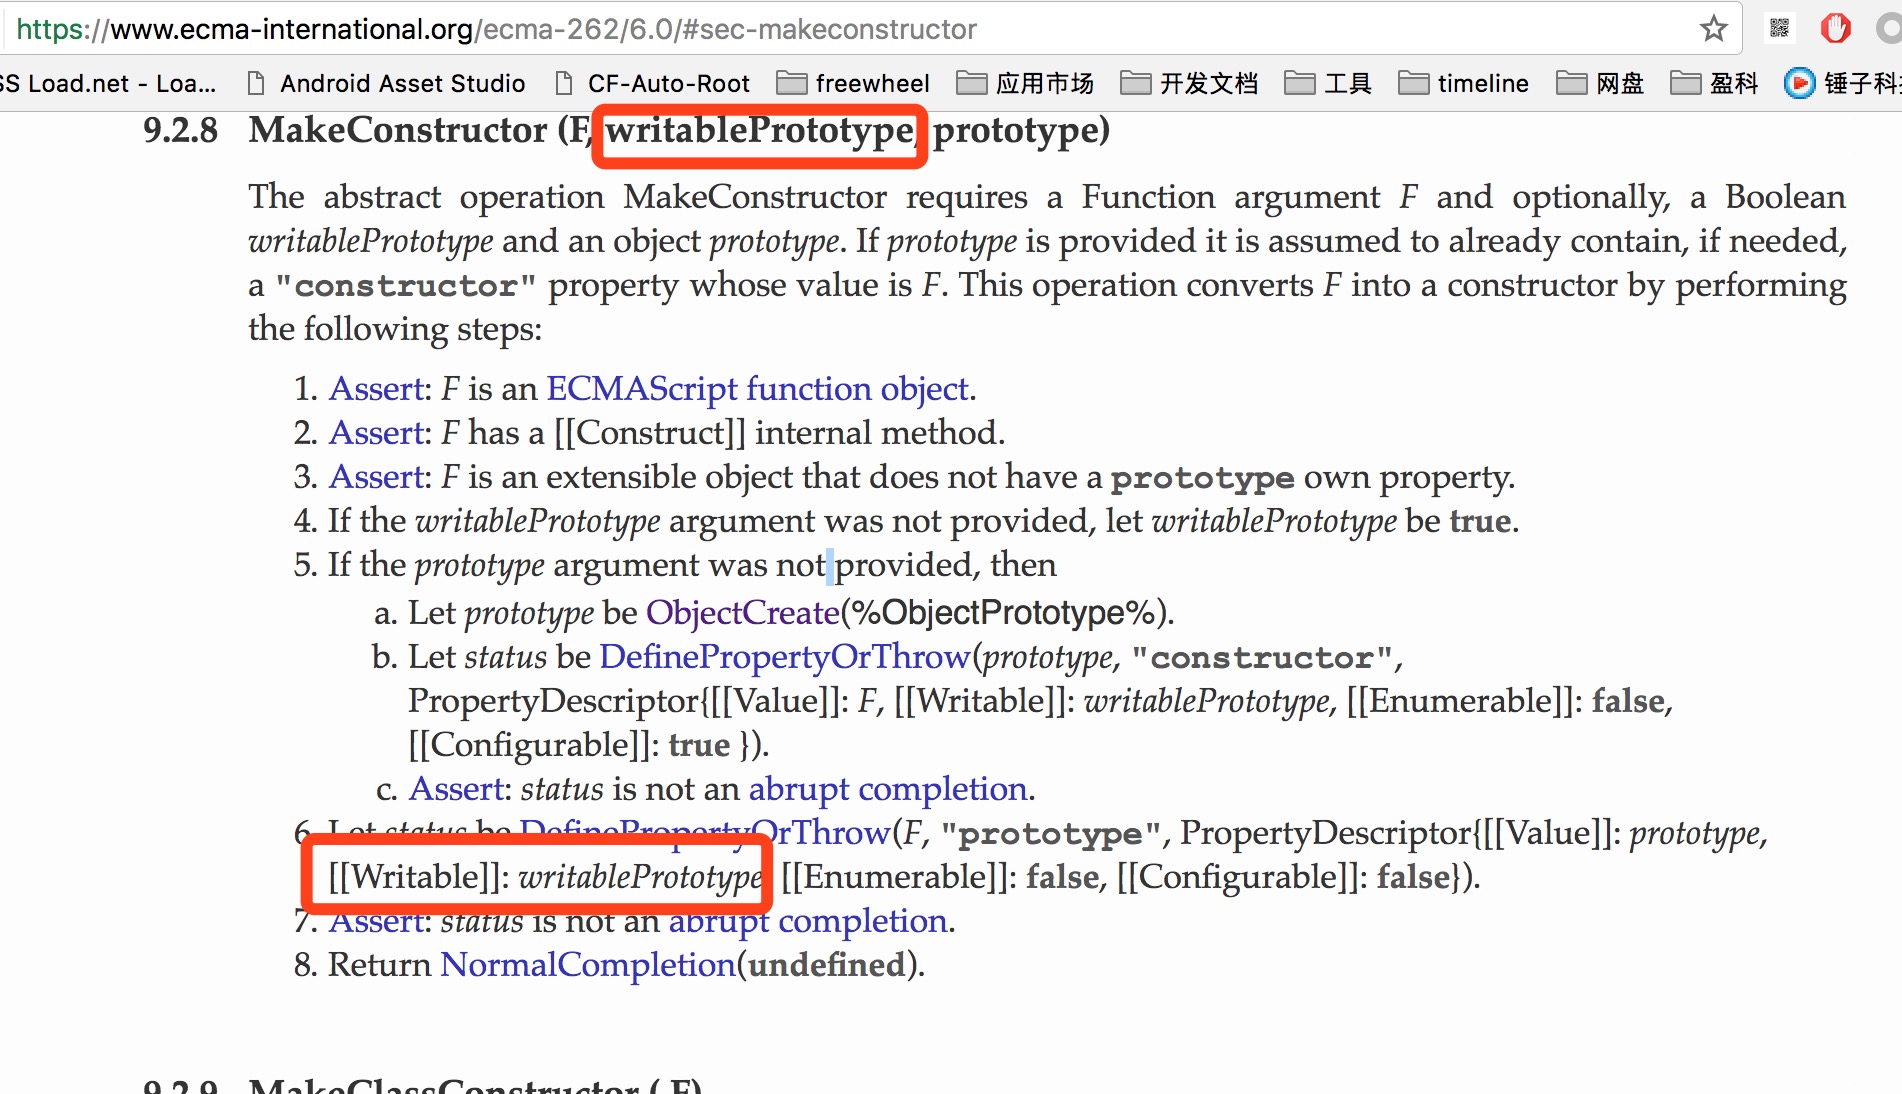 https://www.ecma-international.org/ecma-262/6.0/#sec-makeconstructor
SS Load.net - Loa... Android Asset Studio CF-Auto-Root freewheel 应用市场 开发文档 工具 timeline 网盘 盈科 锤子科
9.2.8 MakeConstructor (F, writablePrototype, prototype)
The abstract operation MakeConstructor requires a Function argument F and optionally, a Boolean
writablePrototype and an object prototype. If prototype is provided it is assumed to already contain, if needed,
a "constructor" property whose value is F. This operation converts F into a constructor by performing
the following steps:
1. Assert: F is an ECMAScript function object.
2. Assert: F has a [[Construct]] internal method.
3. Assert: F is an extensible object that does not have a prototype own property.
4. If the writablePrototype argument was not provided, let writablePrototype be true.
5. If the prototype argument was not provided, then
a. Let prototype be ObjectCreate(%ObjectPrototype%).
b. Let status be DefinePropertyOrThrow(prototype, "constructor",
PropertyDescriptor{[[Value]]: F, [[Writable]]: writablePrototype, [[Enumerable]]: false,
[[Configurable]]: true }).
c. Assert: status is not an abrupt completion.
6. Let status be DefinePropertyOrThrow(F, "prototype", PropertyDescriptor{[[Value]]: prototype,
[[Writable]]: writablePrototype [[Enumerable]]: false, [[Configurable]]: false}).
7. Assert: status is not an abrupt completion.
8. Return NormalCompletion(undefined).
9.2.9 MakeClassConstructor ( F)